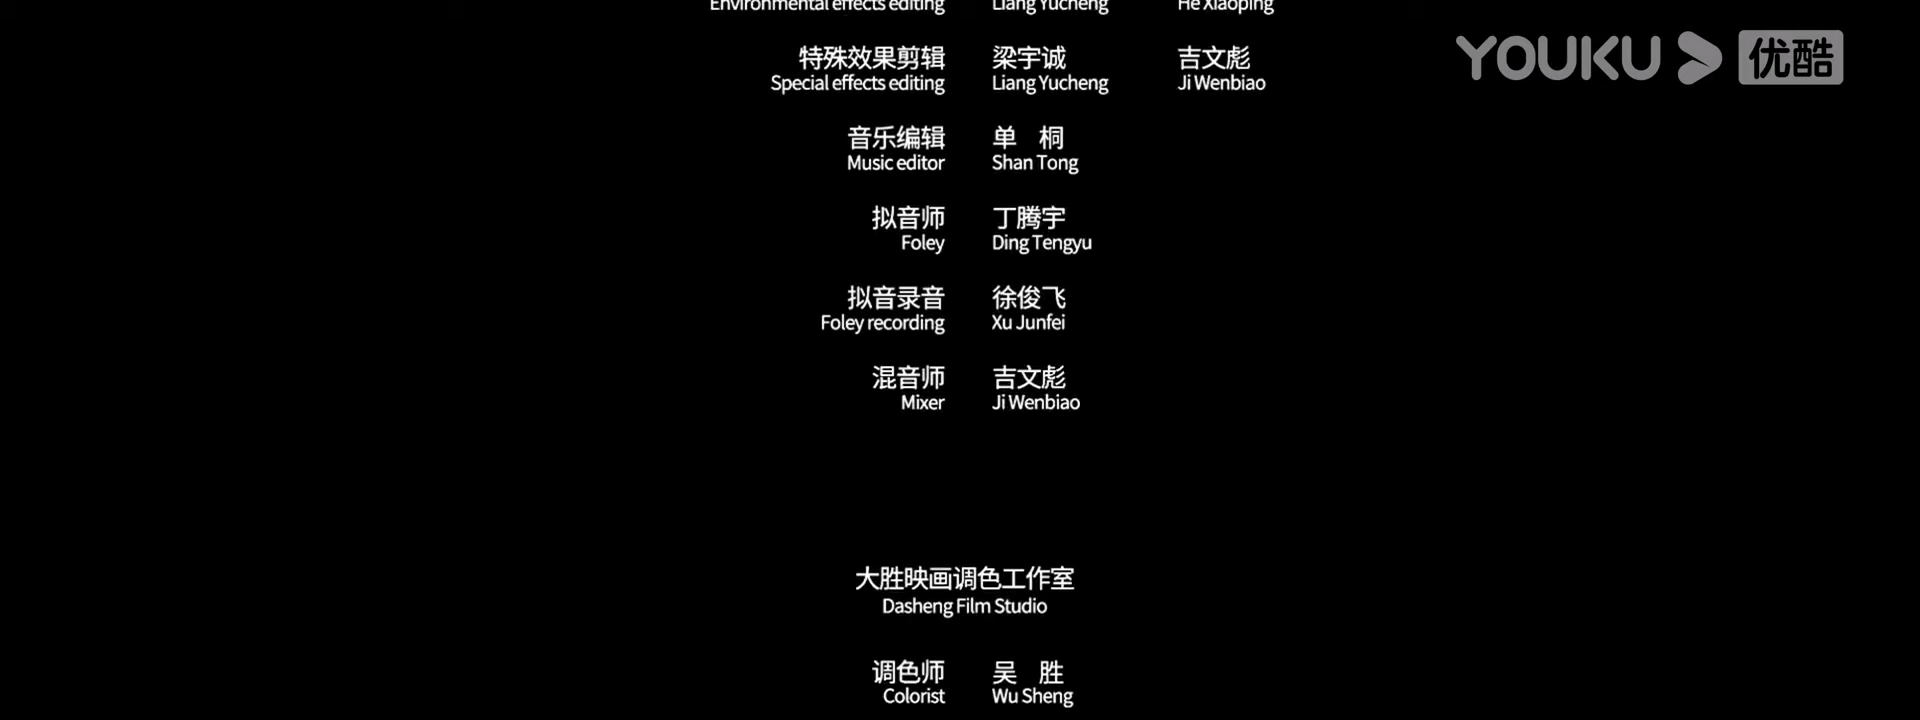 Environmental effects editing Liang Yucheng He Xiaoping
特殊效果剪辑 梁宇诚 吉文彪
Special effects editing Liang Yucheng Ji Wenbiao
YOUKU 优酷
音乐编辑 单 桐
Music editor Shan Tong
拟音师 丁腾宇
Foley Ding Tengyu
拟音录音 徐俊飞
Foley recording Xu Junfei
混音师 吉文彪
Mixer Ji Wenbiao
大胜映画调色工作室
Dasheng Film Studio
调色师 吴 胜
Colorist Wu Sheng